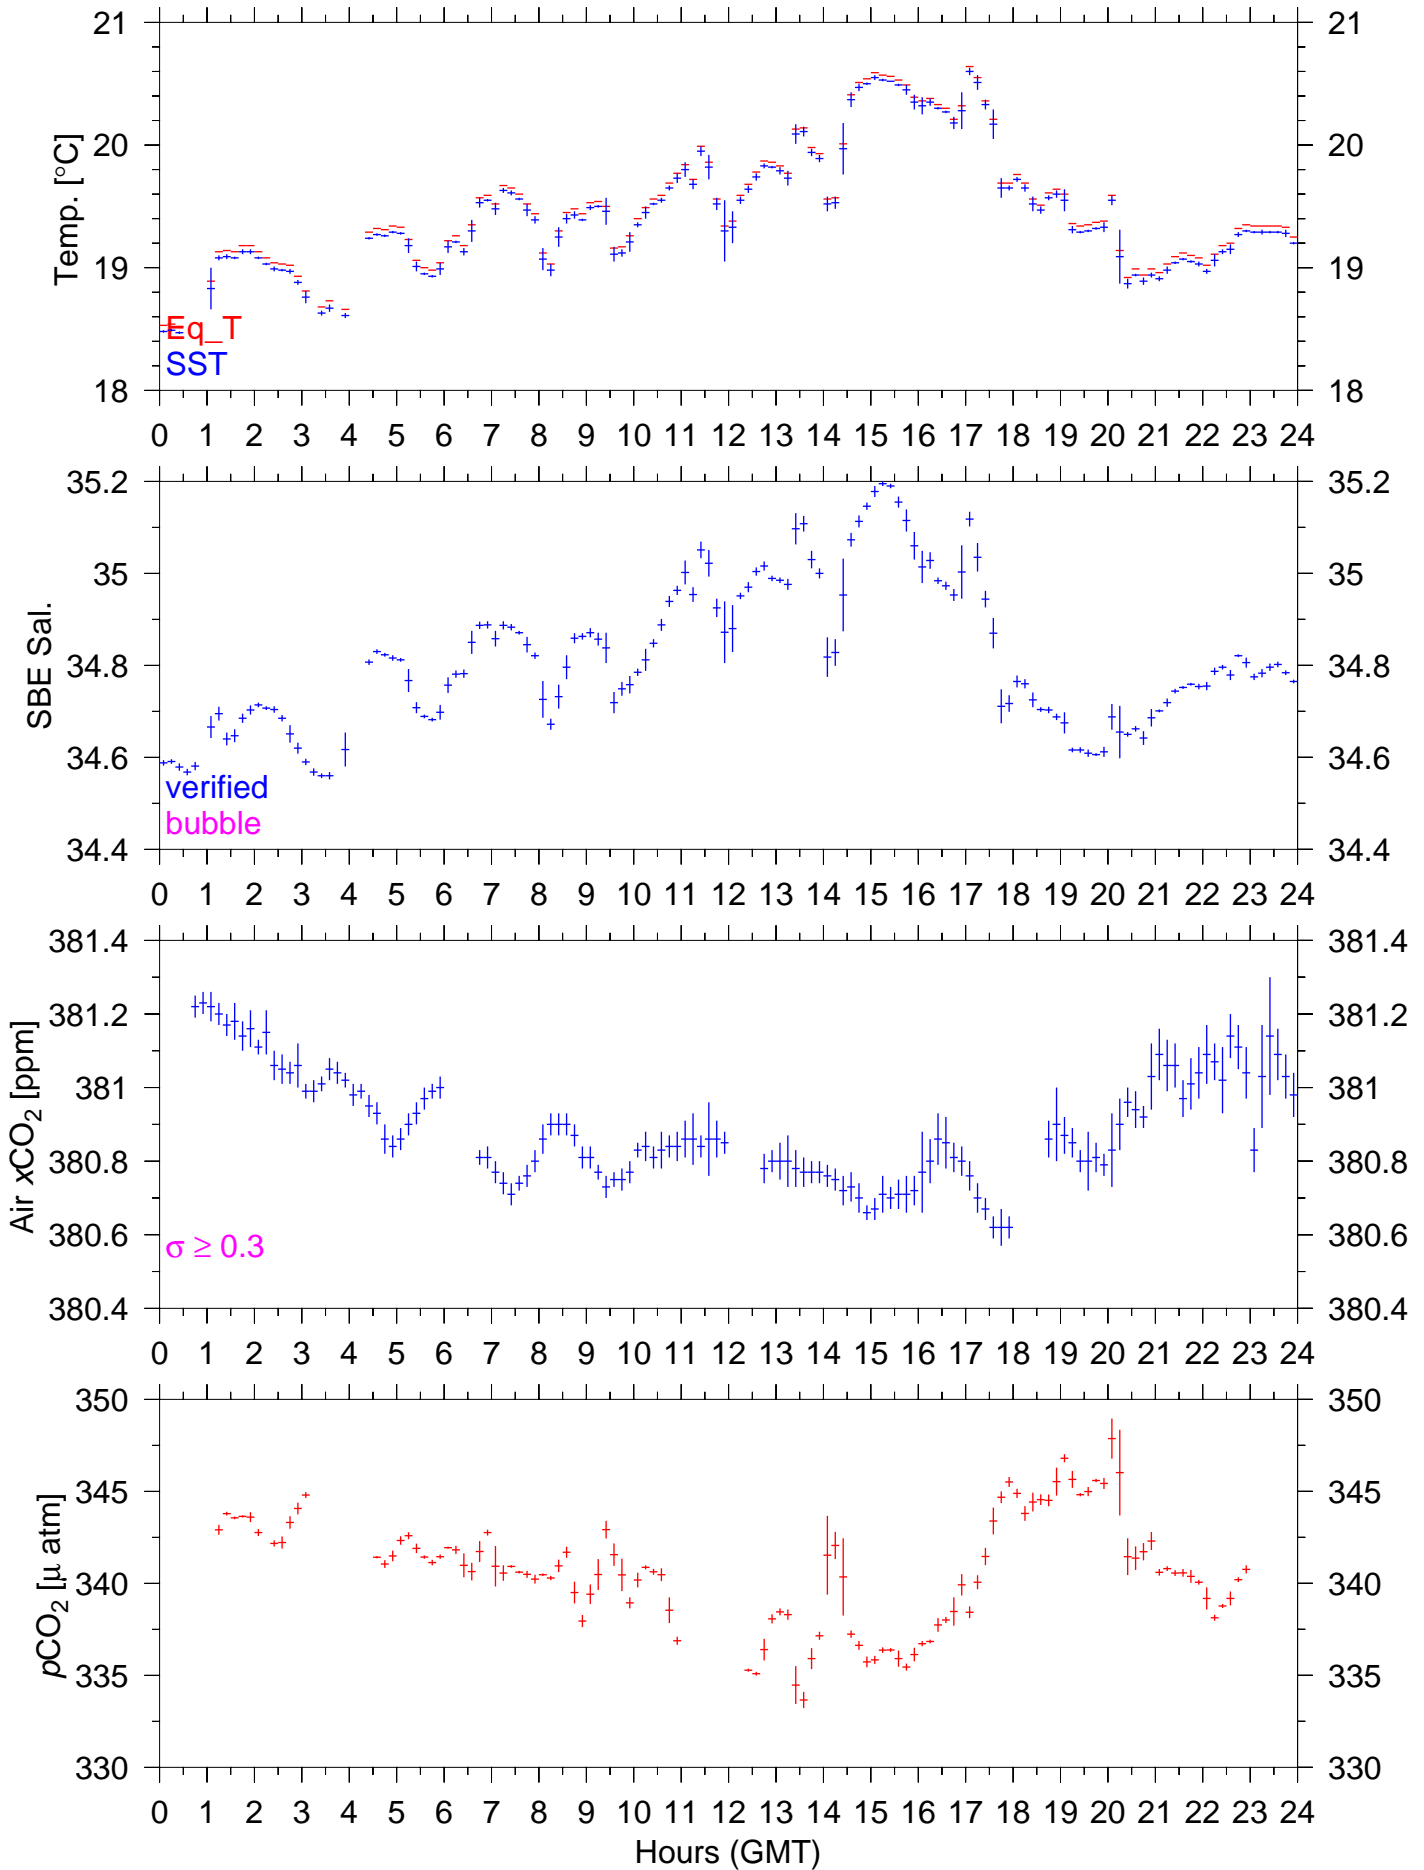 21 21
20 20
19 19
18 18
Temp. [°C]
Eq_T
SST
0 1 2 3 4 5 6 7 8 9 10 11 12 13 14 15 16 17 18 19 20 21 22 23 24
35.2 35.2
35 35
34.8 34.8
34.6 34.6
34.4 34.4
SBE Sal.
verified
bubble
0 1 2 3 4 5 6 7 8 9 10 11 12 13 14 15 16 17 18 19 20 21 22 23 24
381.4 381.4
381.2 381.2
381 381
380.8 380.8
380.6 380.6
380.4 380.4
Air xCO₂ [ppm]
σ ≥ 0.3
0 1 2 3 4 5 6 7 8 9 10 11 12 13 14 15 16 17 18 19 20 21 22 23 24
350 350
345 345
340 340
335 335
330 330
pCO₂ [μ atm]
0 1 2 3 4 5 6 7 8 9 10 11 12 13 14 15 16 17 18 19 20 21 22 23 24
Hours (GMT)